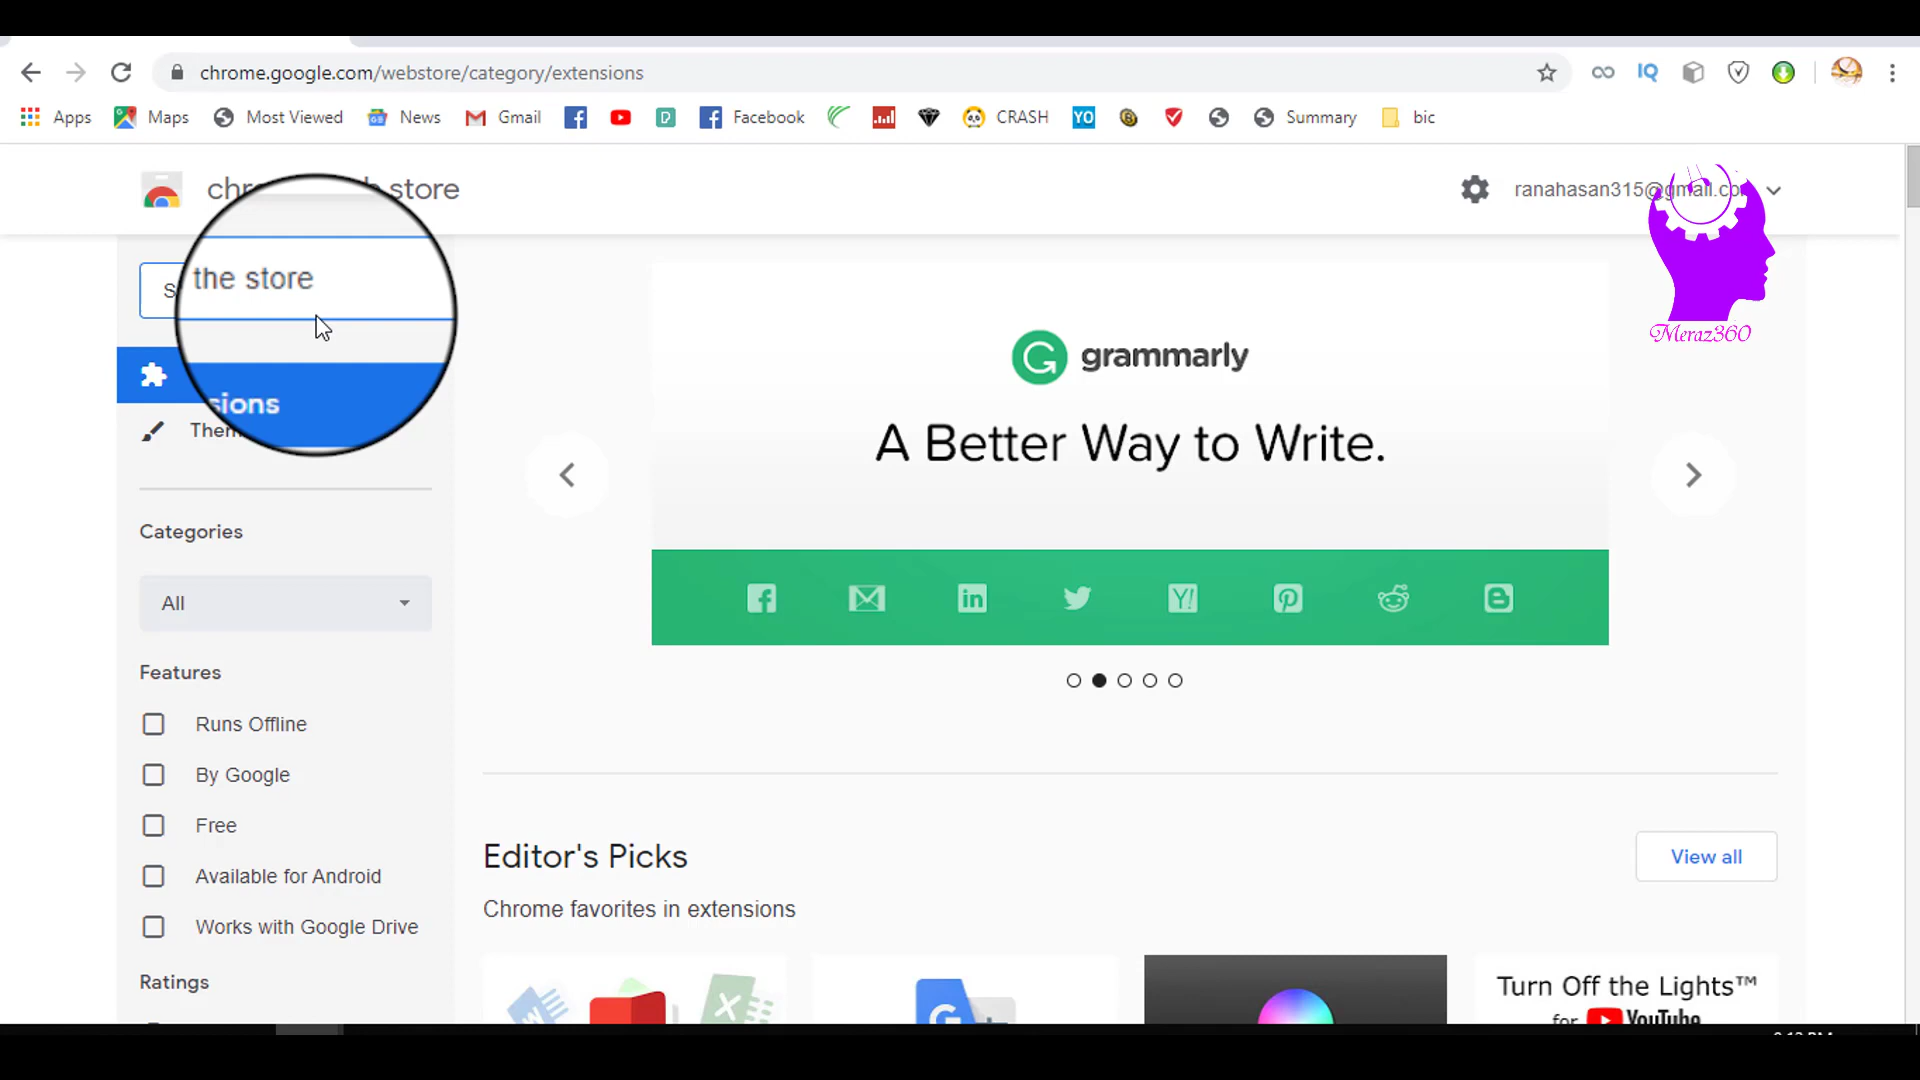 chrome.google.com/webstore/category/extensions
Apps Maps Most Viewed News Gmail Facebook CRASH YO Summary bic
IQ
store
ranahasan315@gmail.co
Meraz360
the store
sions
Categories
All
Features
Runs Offline
By Google
Free
Available for Android
Works with Google Drive
Ratings
grammarly
A Better Way to Write.
Editor's Picks
View all
Chrome favorites in extensions
Turn Off the Lights™
for YouTube